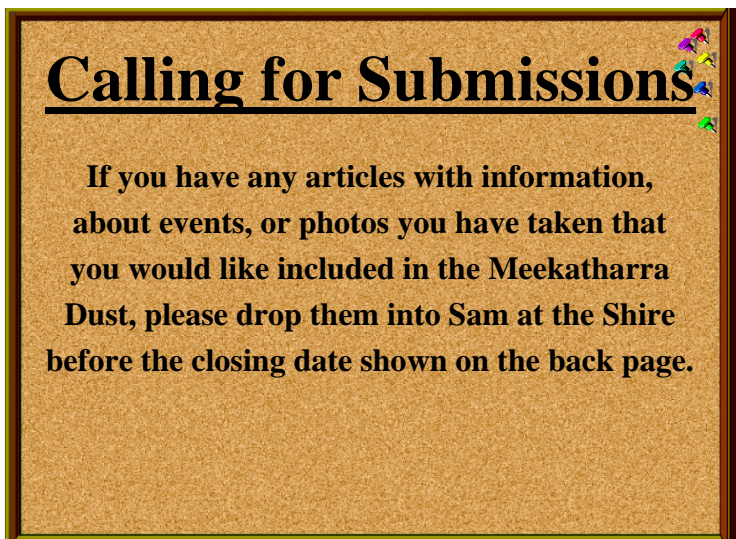 Calling for Submissions
If you have any articles with information,
about events, or photos you have taken that
you would like included in the Meekatharra
Dust, please drop them into Sam at the Shire
before the closing date shown on the back page.